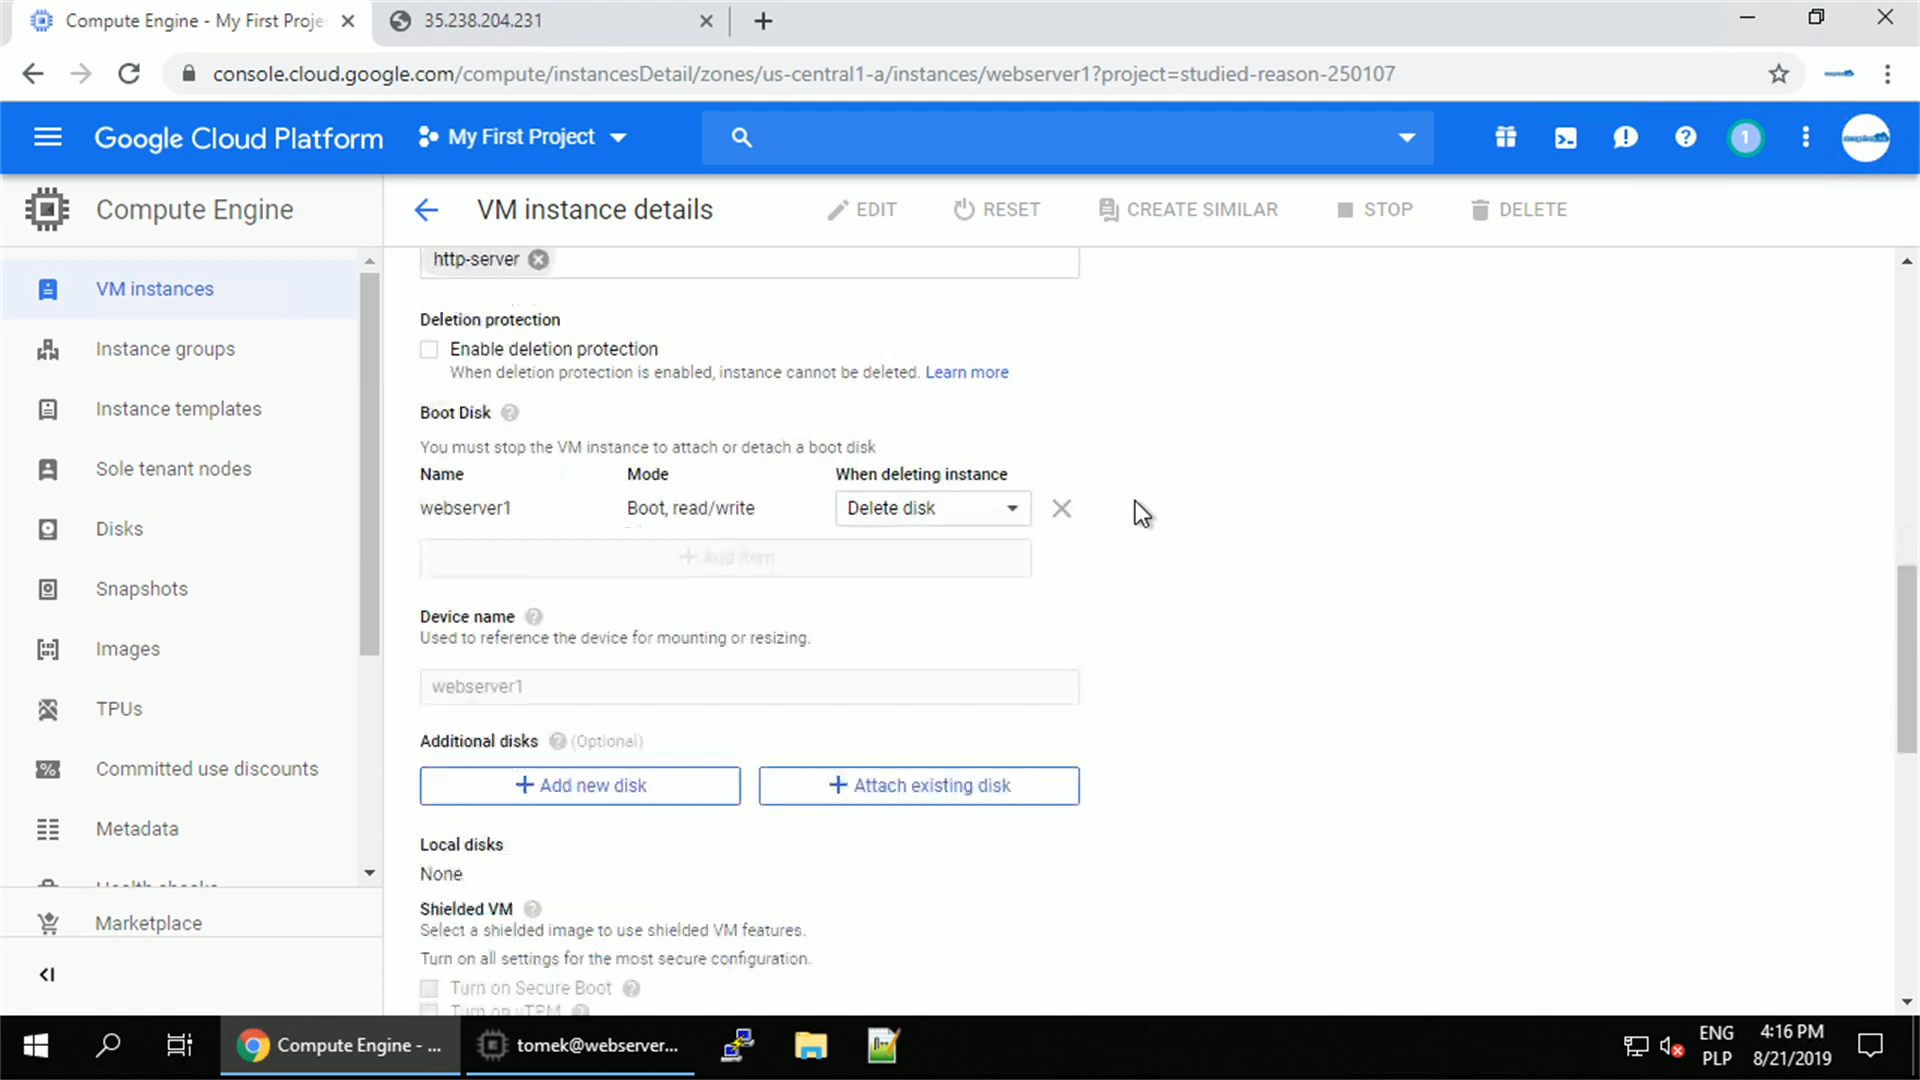 Compute Engine - My First Proje
35.238.204.231
console.cloud.google.com/compute/instancesDetail/zones/us-central1-a/instances/webserver1?project=studied-reason-250107
Google Cloud Platform
My First Project
1
Compute Engine
VM instance details
EDIT
RESET
CREATE SIMILAR
STOP
DELETE
VM instances
Instance groups
Instance templates
Sole tenant nodes
Disks
Snapshots
Images
TPUs
Committed use discounts
Metadata
Health checks
Marketplace
http-server
Deletion protection
Enable deletion protection
When deletion protection is enabled, instance cannot be deleted. Learn more
Boot Disk
You must stop the VM instance to attach or detach a boot disk
Name Mode When deleting instance
webserver1 Boot, read/write Delete disk
+ Add item
Device name
Used to reference the device for mounting or resizing.
webserver1
Additional disks (Optional)
+ Add new disk
+ Attach existing disk
Local disks
None
Shielded VM
Select a shielded image to use shielded VM features.
Turn on all settings for the most secure configuration.
Turn on Secure Boot
Turn on vTPM
Compute Engine - ...
tomek@webserver...
ENG
PLP
4:16 PM
8/21/2019